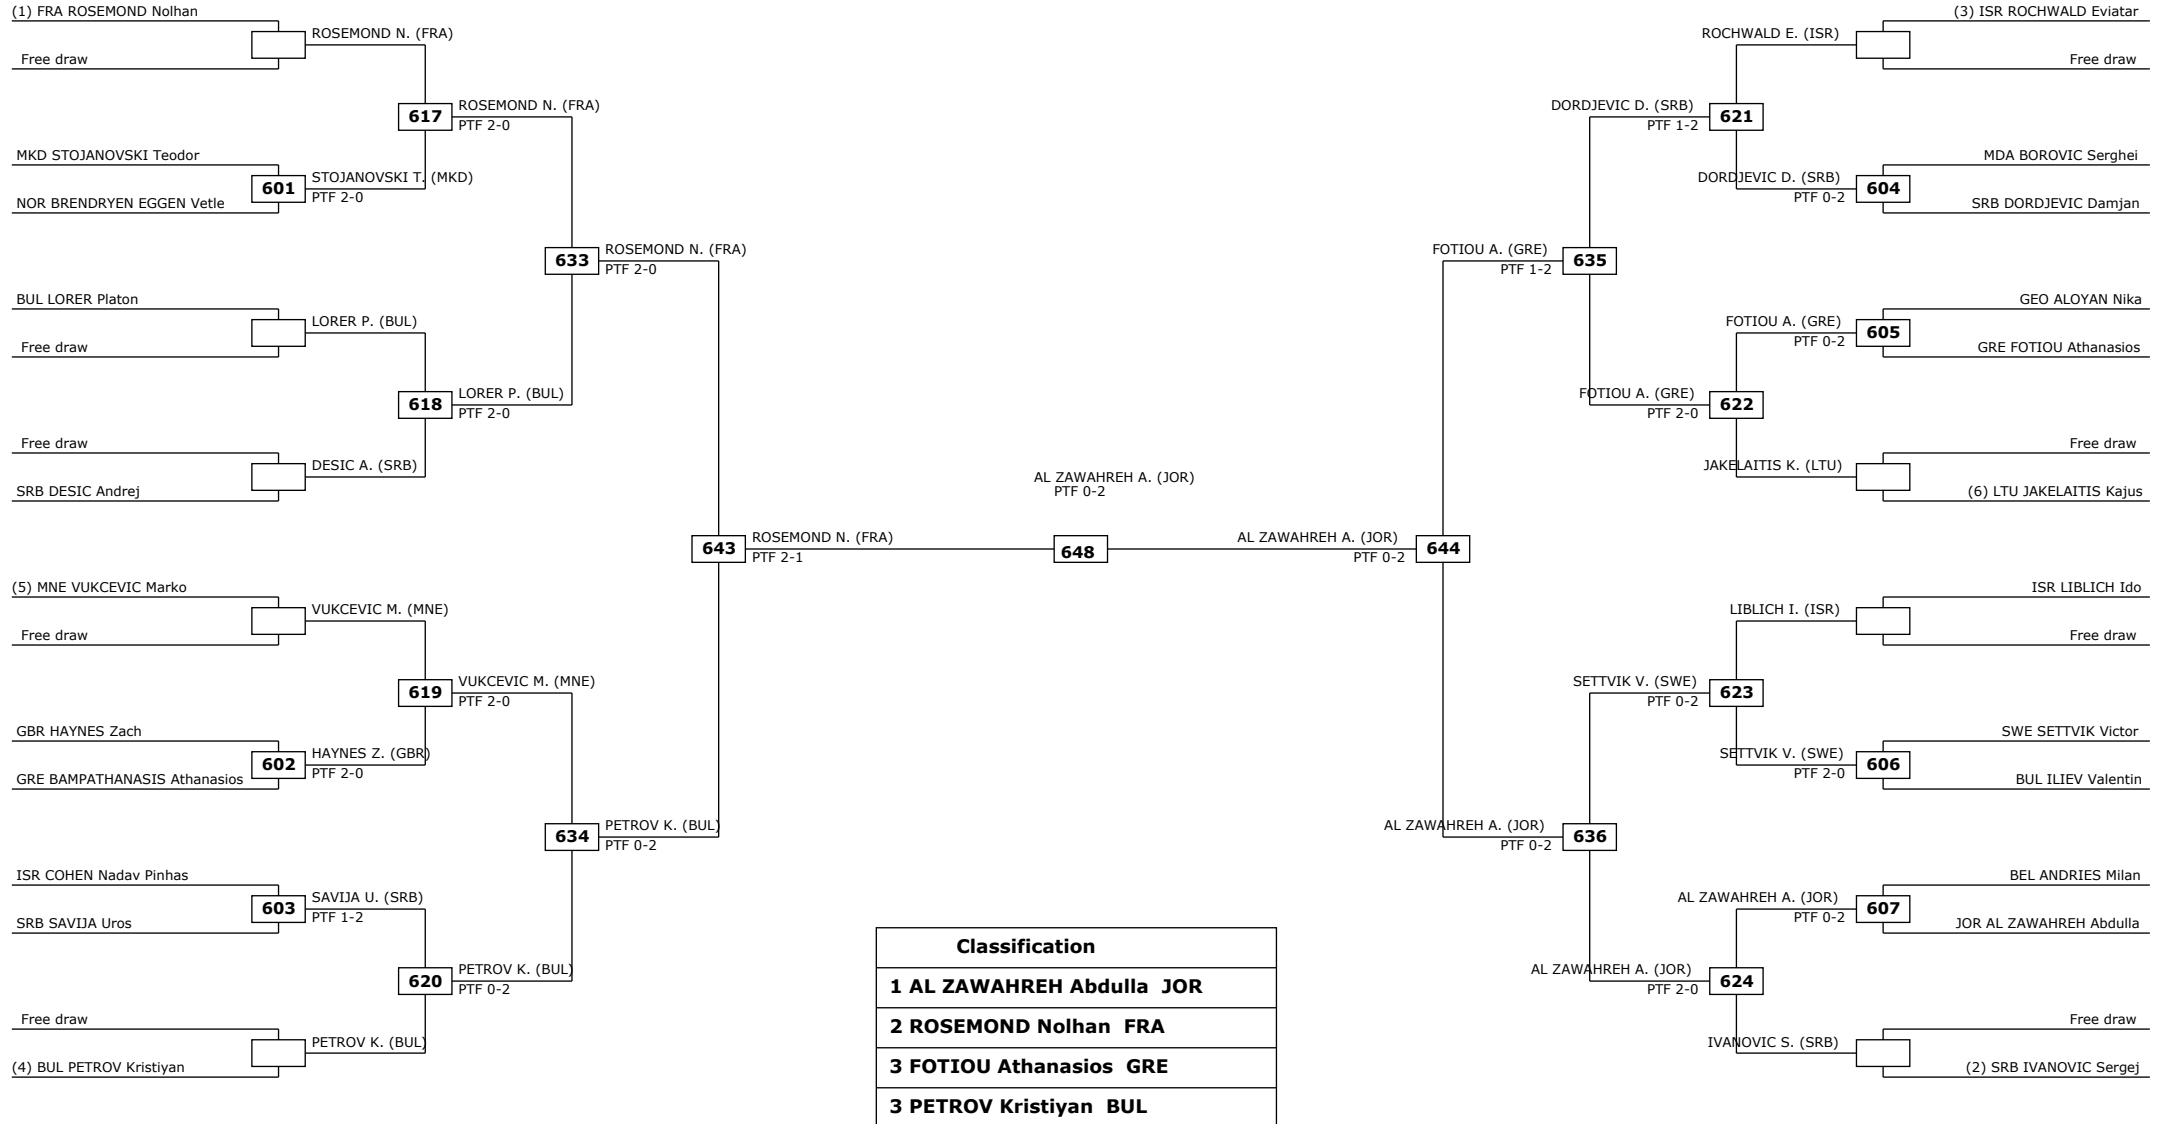 (1) FRA ROSEMOND Nolhan
ROSEMOND N. (FRA)
Free draw
ROSEMOND N. (FRA)
617
PTF 2-0
MKD STOJANOVSKI Teodor
STOJANOVSKI T. (MKD)
601
PTF 2-0
NOR BRENDRYEN EGGEN Vetle
ROSEMOND N. (FRA)
633
PTF 2-0
BUL LORER Platon
LORER P. (BUL)
Free draw
LORER P. (BUL)
618
PTF 2-0
Free draw
DESIC A. (SRB)
SRB DESIC Andrej
ROSEMOND N. (FRA)
643
PTF 2-1
(5) MNE VUKCEVIC Marko
VUKCEVIC M. (MNE)
Free draw
VUKCEVIC M. (MNE)
619
PTF 2-0
GBR HAYNES Zach
HAYNES Z. (GBR)
602
PTF 2-0
GRE BAMPATHANASIS Athanasios
PETROV K. (BUL)
634
PTF 0-2
ISR COHEN Nadav Pinhas
SAVIJA U. (SRB)
603
PTF 1-2
SRB SAVIJA Uros
PETROV K. (BUL)
620
PTF 0-2
Free draw
PETROV K. (BUL)
(4) BUL PETROV Kristiyan
AL ZAWAHREH A. (JOR)
PTF 0-2
648
(3) ISR ROCHWALD Eviatar
ROCHWALD E. (ISR)
Free draw
DORDJEVIC D. (SRB)
621
PTF 1-2
MDA BOROVIC Serghei
DORDJEVIC D. (SRB)
604
PTF 0-2
SRB DORDJEVIC Damjan
FOTIOU A. (GRE)
635
PTF 1-2
GEO ALOYAN Nika
FOTIOU A. (GRE)
605
PTF 0-2
GRE FOTIOU Athanasios
FOTIOU A. (GRE)
622
PTF 2-0
Free draw
JAKELAITIS K. (LTU)
(6) LTU JAKELAITIS Kajus
AL ZAWAHREH A. (JOR)
644
PTF 0-2
ISR LIBLICH Ido
LIBLICH I. (ISR)
Free draw
SETTVIK V. (SWE)
623
PTF 0-2
SWE SETTVIK Victor
SETTVIK V. (SWE)
606
PTF 2-0
BUL ILIEV Valentin
AL ZAWAHREH A. (JOR)
636
PTF 0-2
BEL ANDRIES Milan
AL ZAWAHREH A. (JOR)
607
PTF 0-2
JOR AL ZAWAHREH Abdulla
AL ZAWAHREH A. (JOR)
624
PTF 2-0
Free draw
IVANOVIC S. (SRB)
(2) SRB IVANOVIC Sergej
Classification
1 AL ZAWAHREH Abdulla JOR
2 ROSEMOND Nolhan FRA
3 FOTIOU Athanasios GRE
3 PETROV Kristiyan BUL